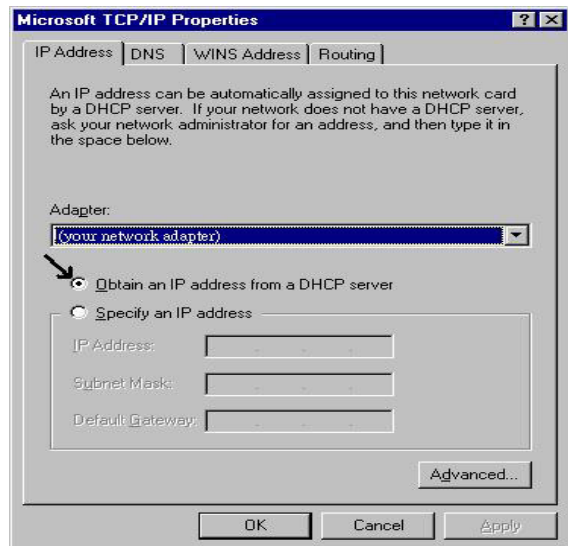 Microsoft TCP/IP Properties
IP Address DNS WINS Address Routing
An IP address can be automatically assigned to this network card
by a DHCP server. If your network does not have a DHCP server,
ask your network administrator for an address, and then type it in
the space below.
Adapter:
(your network adapter)
Obtain an IP address from a DHCP server
Specify an IP address
IP Address:
Subnet Mask:
Default Gateway:
Advanced...
OK Cancel Apply